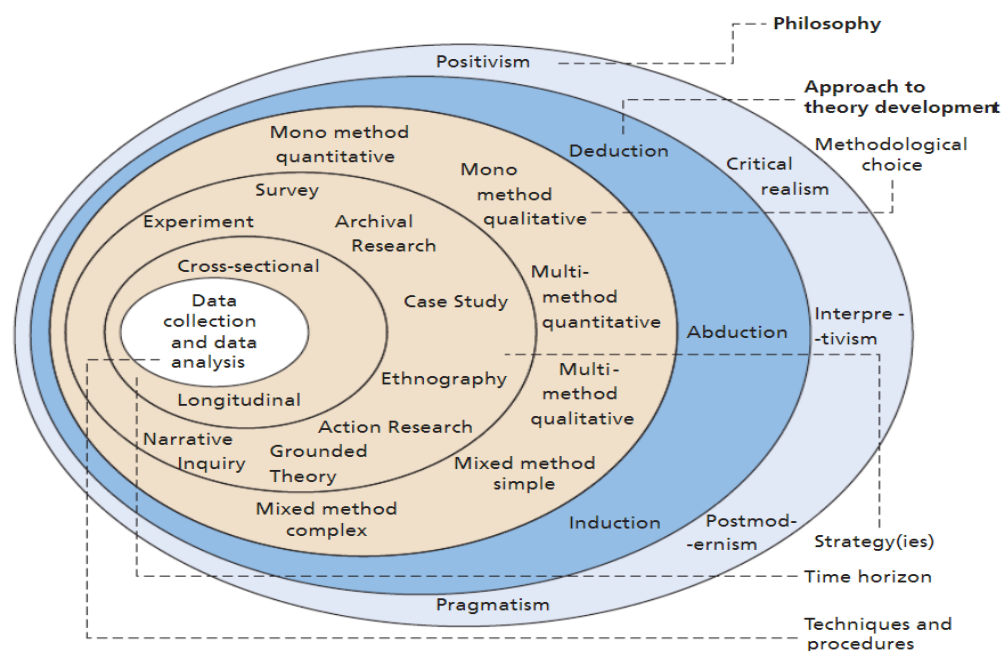 Philosophy
Positivism
Approach to
theory development
Mono method
quantitative
Deduction
Methodological
choice
Critical
realism
Mono
method
qualitative
Survey
Experiment
Archival
Research
Cross-sectional
Data
collection
and data
analysis
Case Study
Multi-
method
quantitative
Abduction
Interpre -
-tivism
Ethnography
Multi-
method
qualitative
Longitudinal
Action Research
Narrative
Inquiry
Grounded
Theory
Mixed method
simple
Mixed method
complex
Induction
Postmod-
-ernism
Strategy(ies)
Time horizon
Pragmatism
Techniques and
procedures